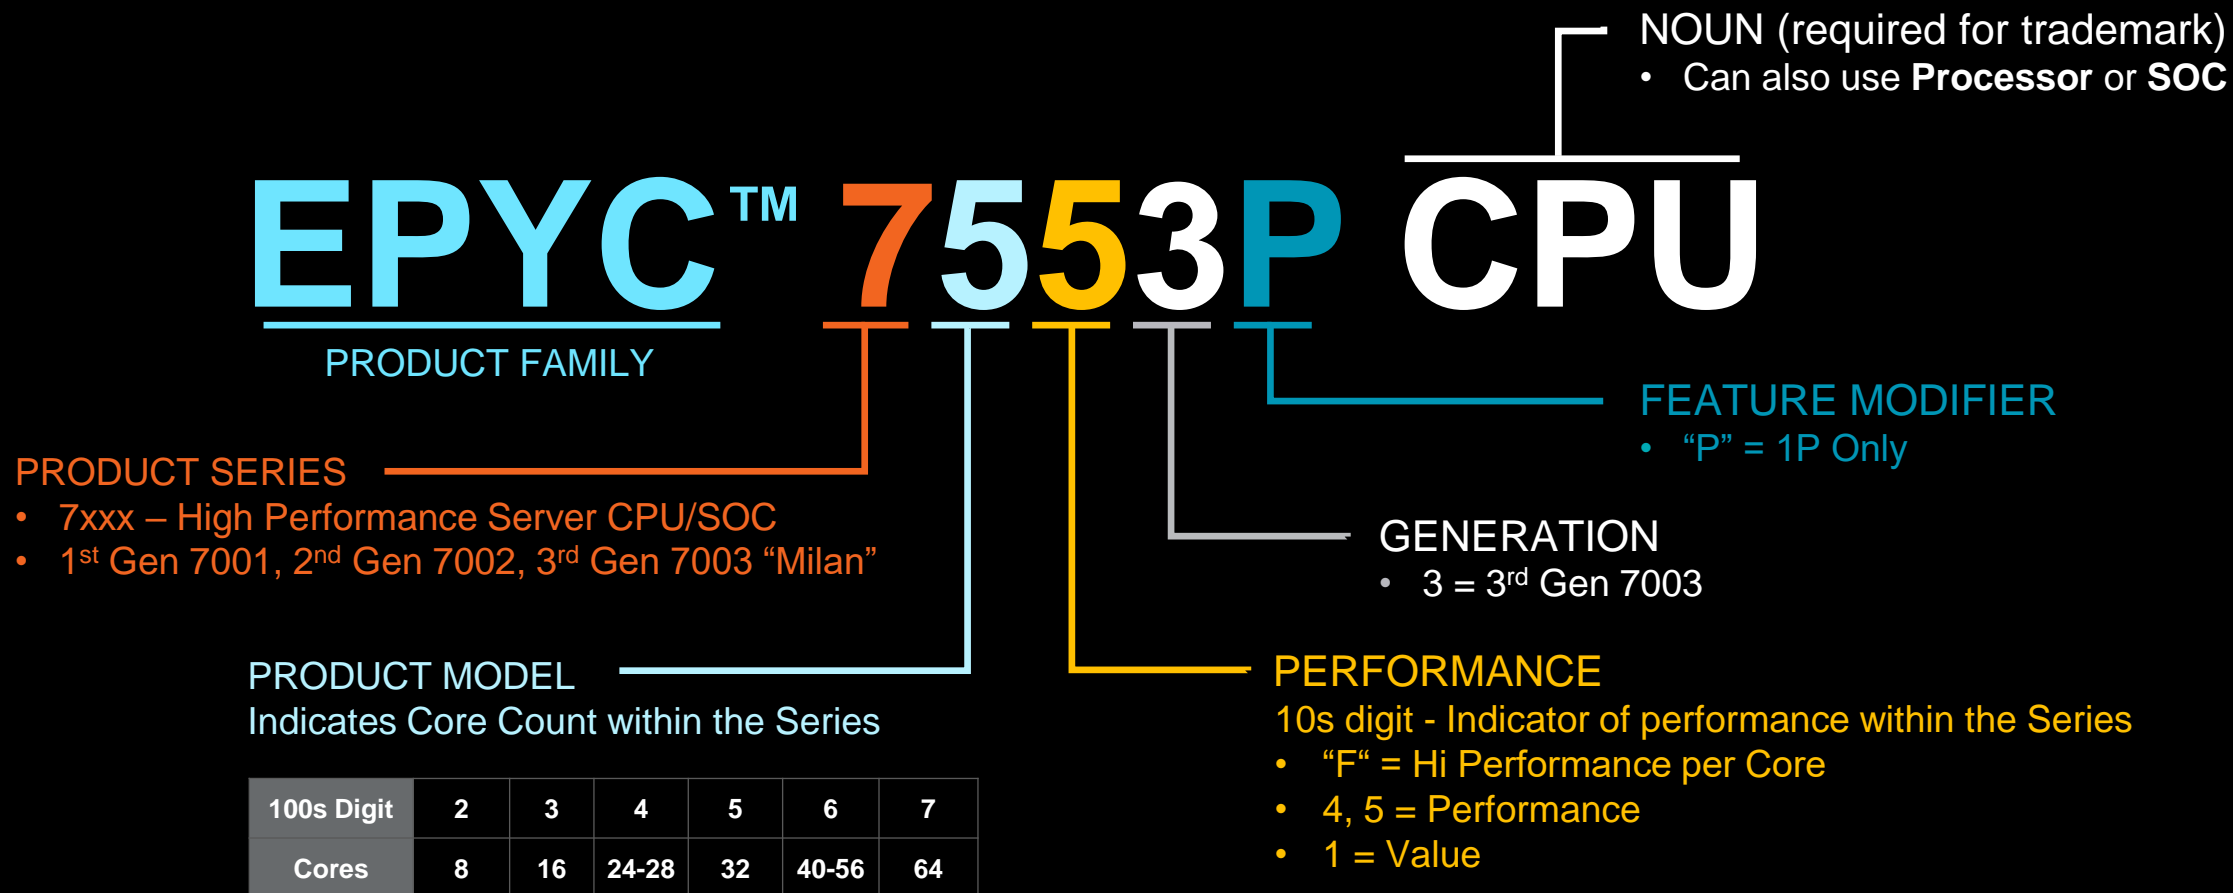 NOUN (required for trademark)
• Can also use Processor or SOC
EPYC™ 7553P CPU
PRODUCT FAMILY
FEATURE MODIFIER
• “P” = 1P Only
PRODUCT SERIES
• 7xxx – High Performance Server CPU/SOC
• 1st Gen 7001, 2nd Gen 7002, 3rd Gen 7003 “Milan”
GENERATION
• 3 = 3rd Gen 7003
PRODUCT MODEL
Indicates Core Count within the Series
PERFORMANCE
10s digit - Indicator of performance within the Series
• “F“ = Hi Performance per Core
• 4, 5 = Performance
• 1 = Value
100s Digit 2 3 4 5 6 7
Cores 8 16 24-28 32 40-56 64